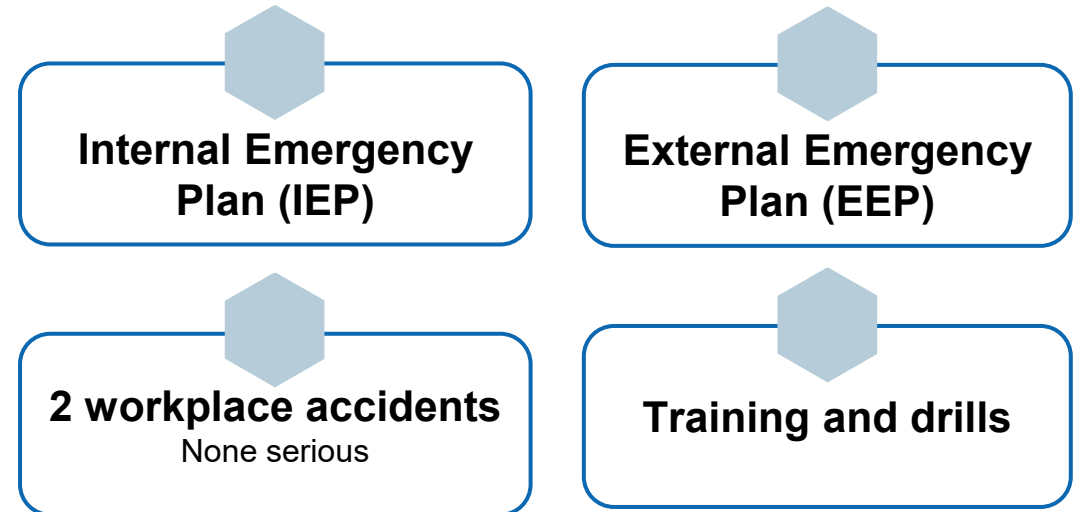 Internal Emergency
Plan (IEP)
External Emergency
Plan (EEP)
2 workplace accidents
None serious
Training and drills